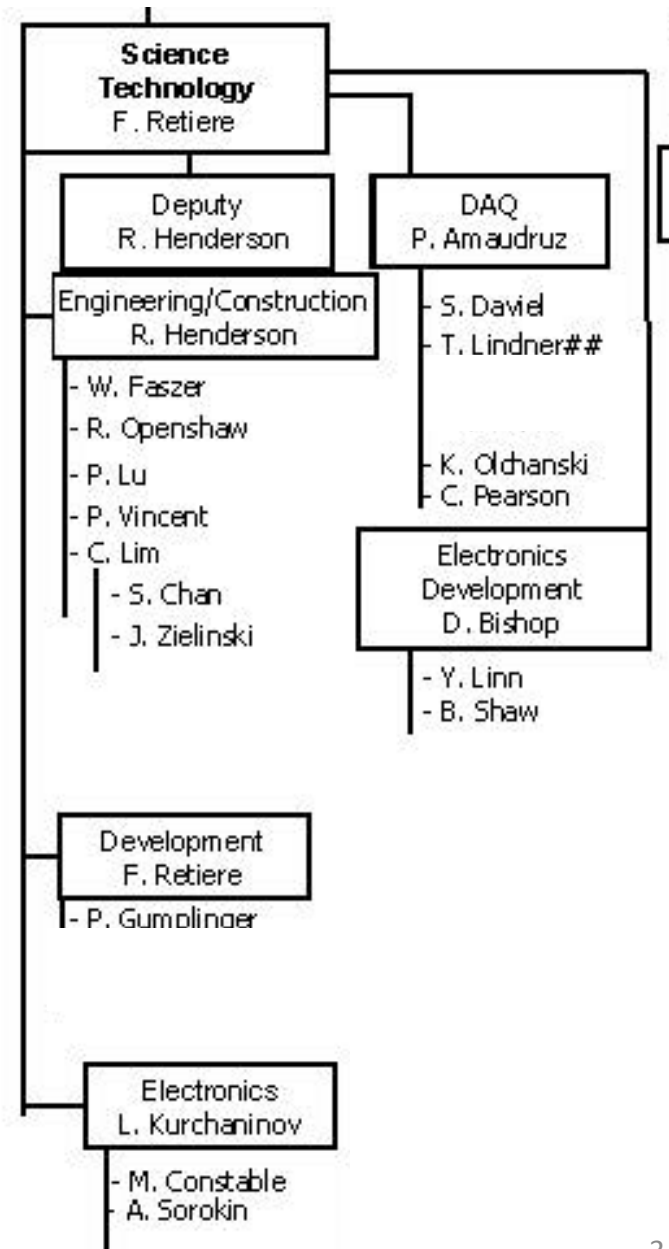 Science
Technology
F. Retiere
Deputy
R. Henderson
DAQ
P. Amaudruz
Engineering/Construction
R. Henderson
- W. Faszer
- R. Openshaw
- P. Lu
- P. Vincent
- C. Lim
- S. Chan
- J. Zielinski
- S. Daviel
- T. Lindner##
- K. Olchanski
- C. Pearson
Electronics
Development
D. Bishop
- Y. Linn
- B. Shaw
Development
F. Retiere
- P. Gumplinger
Electronics
L. Kurchaninov
- M. Constable
- A. Sorokin